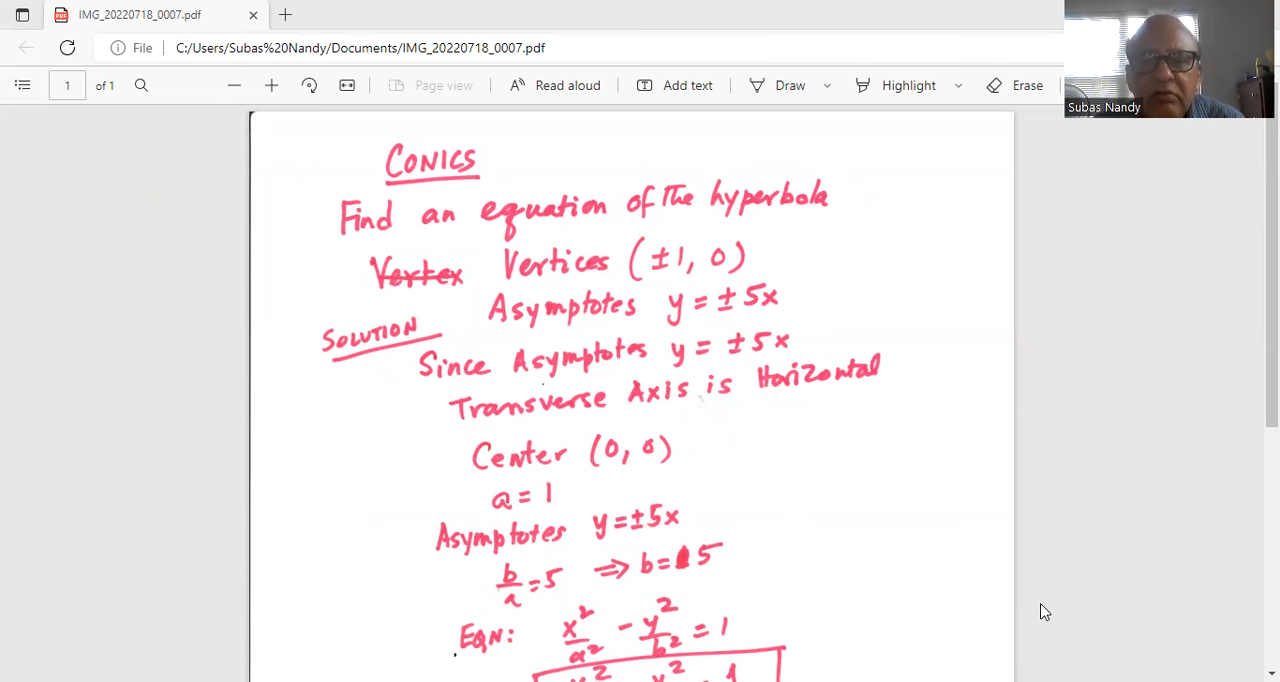 IMG_20220718_0007.pdf
File C:/Users/Subas%20Nandy/Documents/IMG_20220718_0007.pdf
1 of 1 Page view Read aloud Add text Draw Highlight Erase
Subas Nandy
CONICS
Find an equation of the hyperbola
Vertex Vertices (±1, 0)
Asymptotes y = ±5x
SOLUTION
Since Asymptotes y = ±5x
Transverse Axis is Horizontal
Center (0, 0)
a = 1
Asymptotes y = ±5x
b/a = 5 ⇒ b = 5
EQN: x²/a² - y²/b² = 1